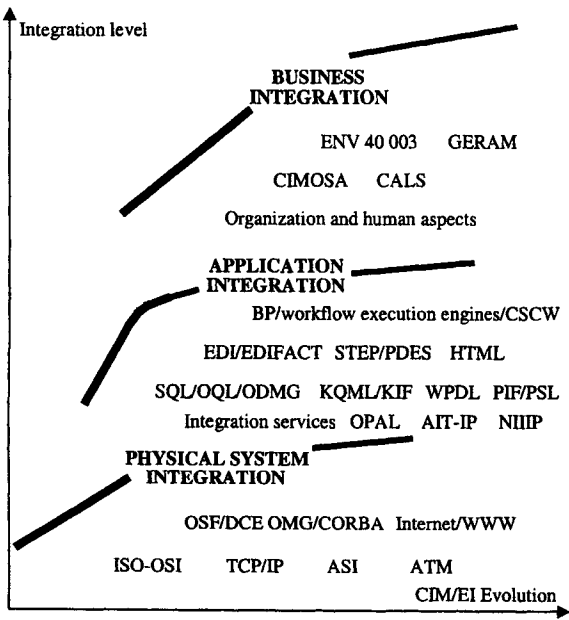 Integration level
BUSINESS
INTEGRATION
ENV 40 003 GERAM
CIMOSA CALS
Organization and human aspects
APPLICATION
INTEGRATION
BP/workflow execution engines/CSCW
EDI/EDIFACT STEP/PDES HTML
SQL/OQL/ODMG KQML/KIF WPDL PIF/PSL
Integration services OPAL AIT-IP NIIIP
PHYSICAL SYSTEM
INTEGRATION
OSF/DCE OMG/CORBA Internet/WWW
ISO-OSI TCP/IP ASI ATM
CIM/EI Evolution